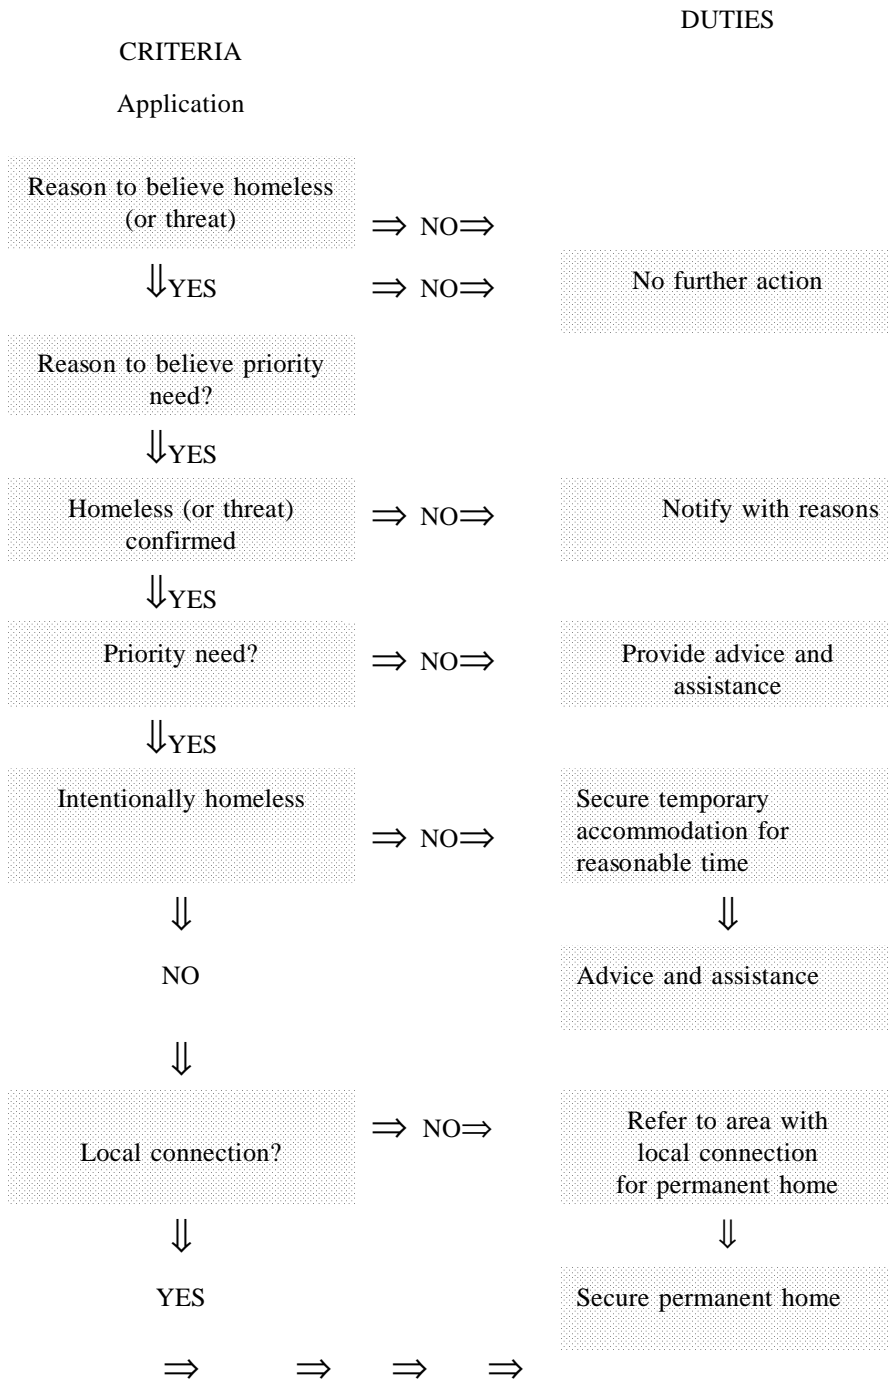 DUTIES
CRITERIA
Application
Reason to believe homeless
(or threat)
⇒ NO⇒
⇓YES
⇒ NO⇒
No further action
Reason to believe priority
need?
⇓YES
Homeless (or threat)
confirmed
⇒ NO⇒
Notify with reasons
⇓YES
Priority need?
⇒ NO⇒
Provide advice and
assistance
⇓YES
Intentionally homeless
⇒ NO⇒
Secure temporary
accommodation for
reasonable time
⇓
⇓
NO
Advice and assistance
⇓
Local connection?
⇒ NO⇒
Refer to area with
local connection
for permanent home
⇓
⇓
YES
Secure permanent home
⇒ ⇒ ⇒ ⇒